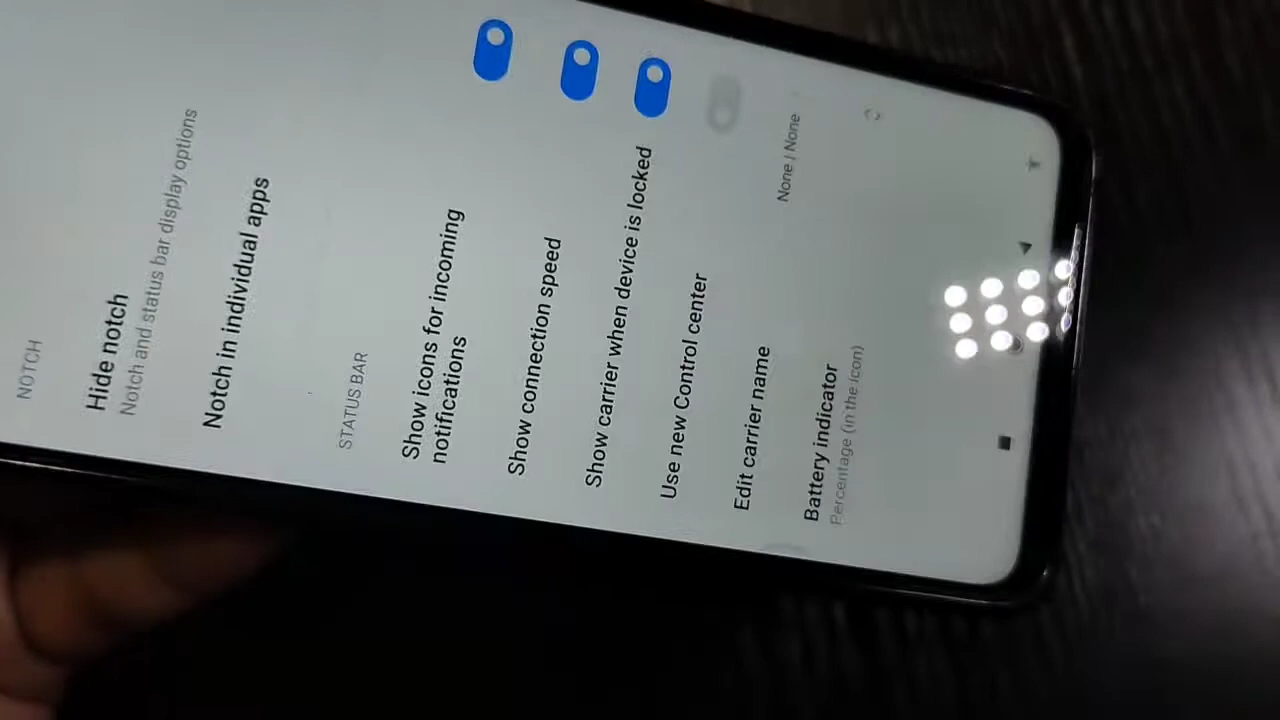 NOTCH
Hide notch
Notch and status bar display options
Notch in individual apps
STATUS BAR
Show icons for incoming
notifications
Show connection speed
Show carrier when device is locked
Use new Control center
Edit carrier name
None / None
Battery indicator
Percentage (in the icon)